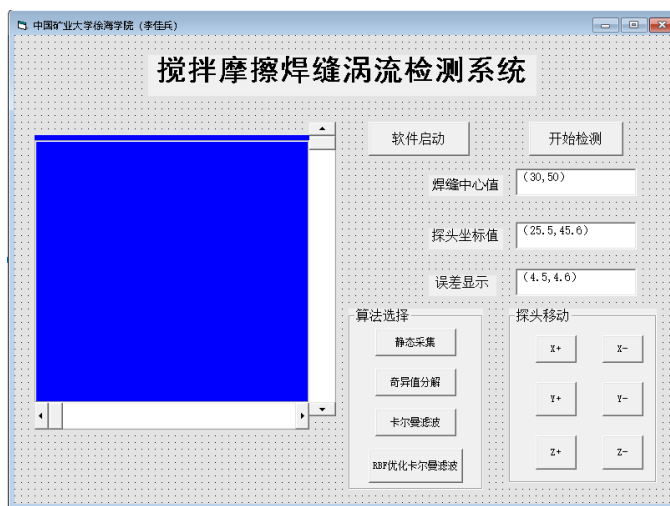 中国矿业大学徐海学院（李佳兵）
搅拌摩擦焊缝涡流检测系统
软件启动
开始检测
焊缝中心值
(30,50)
探头坐标值
(25.5,45.6)
误差显示
(4.5,4.6)
算法选择
静态采集
奇异值分解
卡尔曼滤波
RBF优化卡尔曼滤波
探头移动
X+
X-
Y+
Y-
Z+
Z-